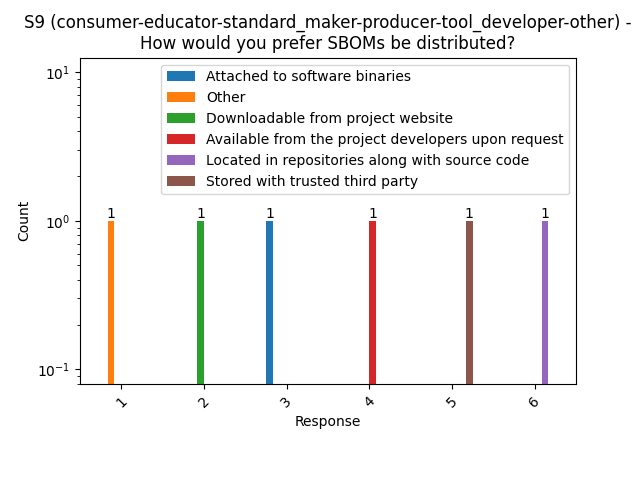 S9 (consumer-educator-standard_maker-producer-tool_developer-other) -
How would you prefer SBOMs be distributed?
10¹
Attached to software binaries
Other
Downloadable from project website
Available from the project developers upon request
Located in repositories along with source code
Stored with trusted third party
Count
10⁰
1 1 1 1 1 1
10⁻¹
1 2 3 4 5 6
Response